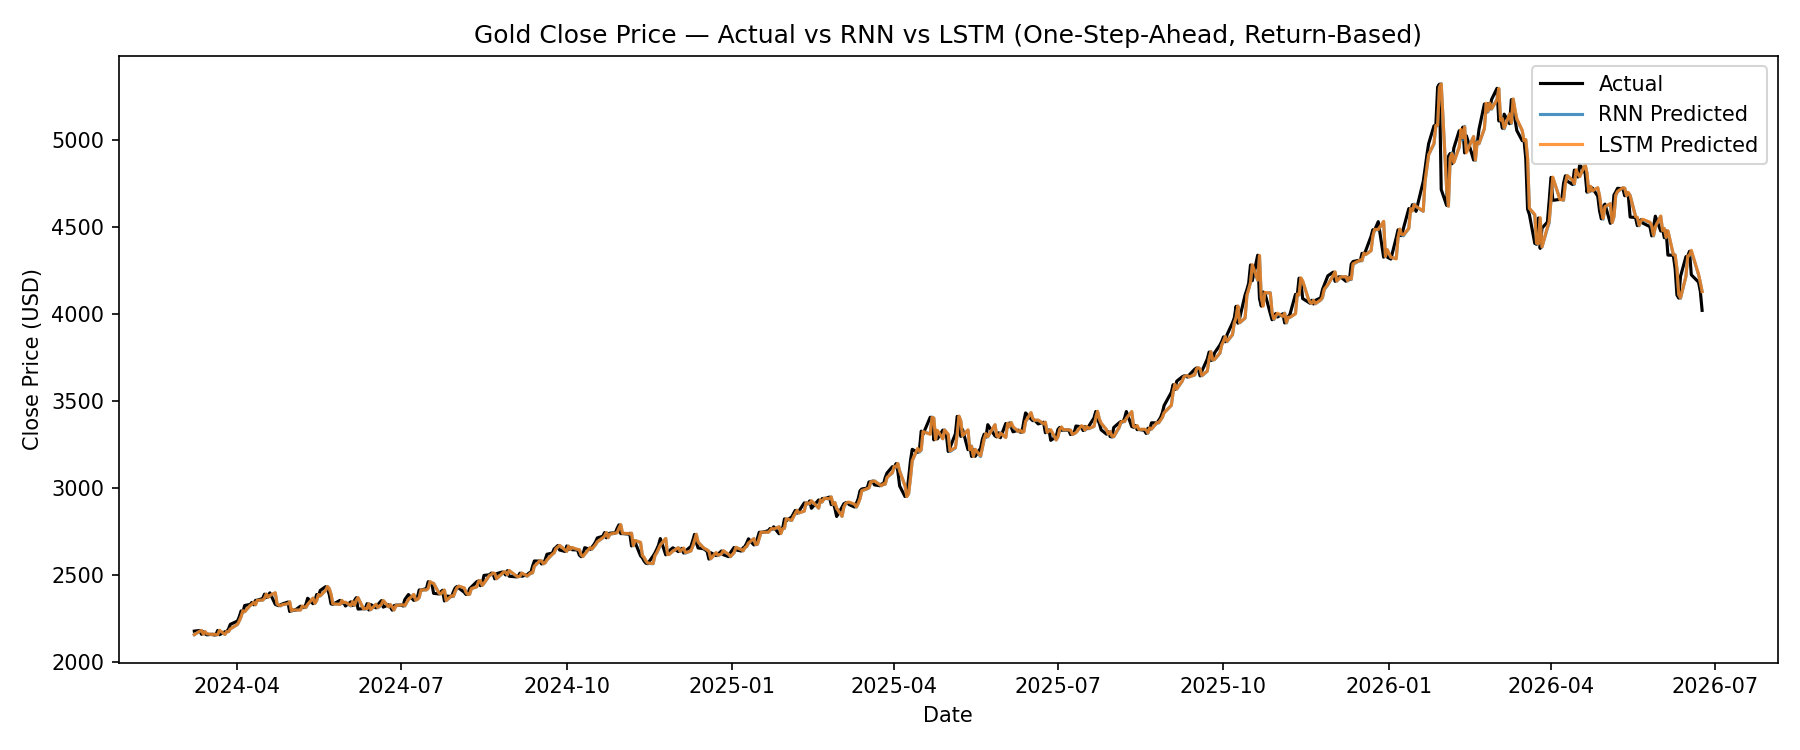 Gold Close Price — Actual vs RNN vs LSTM (One-Step-Ahead, Return-Based)
Actual
RNN Predicted
LSTM Predicted
Close Price (USD)
5000
4500
4000
3500
3000
2500
2000
2024-04
2024-07
2024-10
2025-01
2025-04
2025-07
2025-10
2026-01
2026-04
2026-07
Date